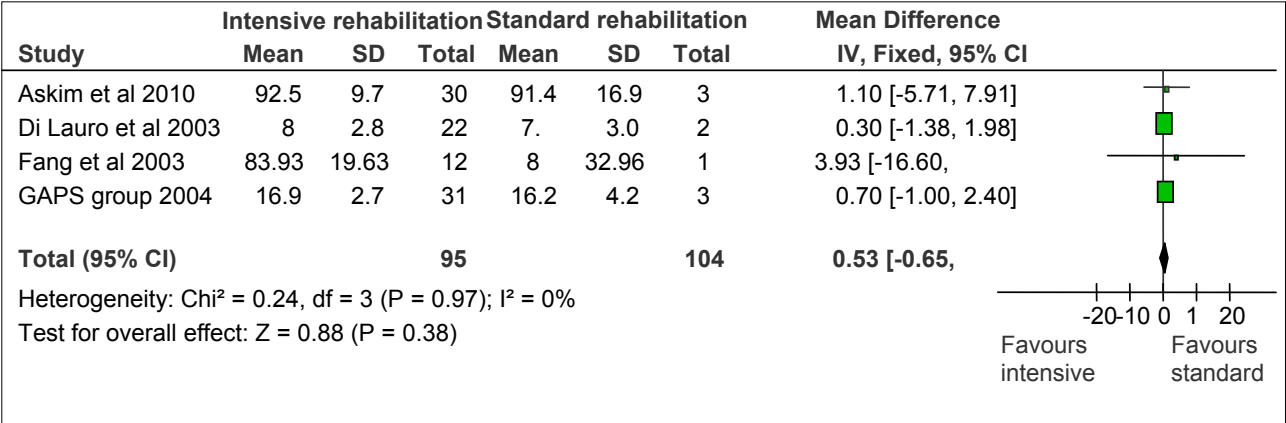 Intensive rehabilitation Standard rehabilitation Mean Difference
Study Mean SD Total Mean SD Total IV, Fixed, 95% CI
Askim et al 2010 92.5 9.7 30 91.4 16.9 3 1.10 [-5.71, 7.91]
Di Lauro et al 2003 8 2.8 22 7. 3.0 2 0.30 [-1.38, 1.98]
Fang et al 2003 83.93 19.63 12 8 32.96 1 3.93 [-16.60,
GAPS group 2004 16.9 2.7 31 16.2 4.2 3 0.70 [-1.00, 2.40]
Total (95% CI) 95 104 0.53 [-0.65,
Heterogeneity: Chi² = 0.24, df = 3 (P = 0.97); I² = 0%
Test for overall effect: Z = 0.88 (P = 0.38)
-20 -10 0 1 20
Favours intensive
Favours standard